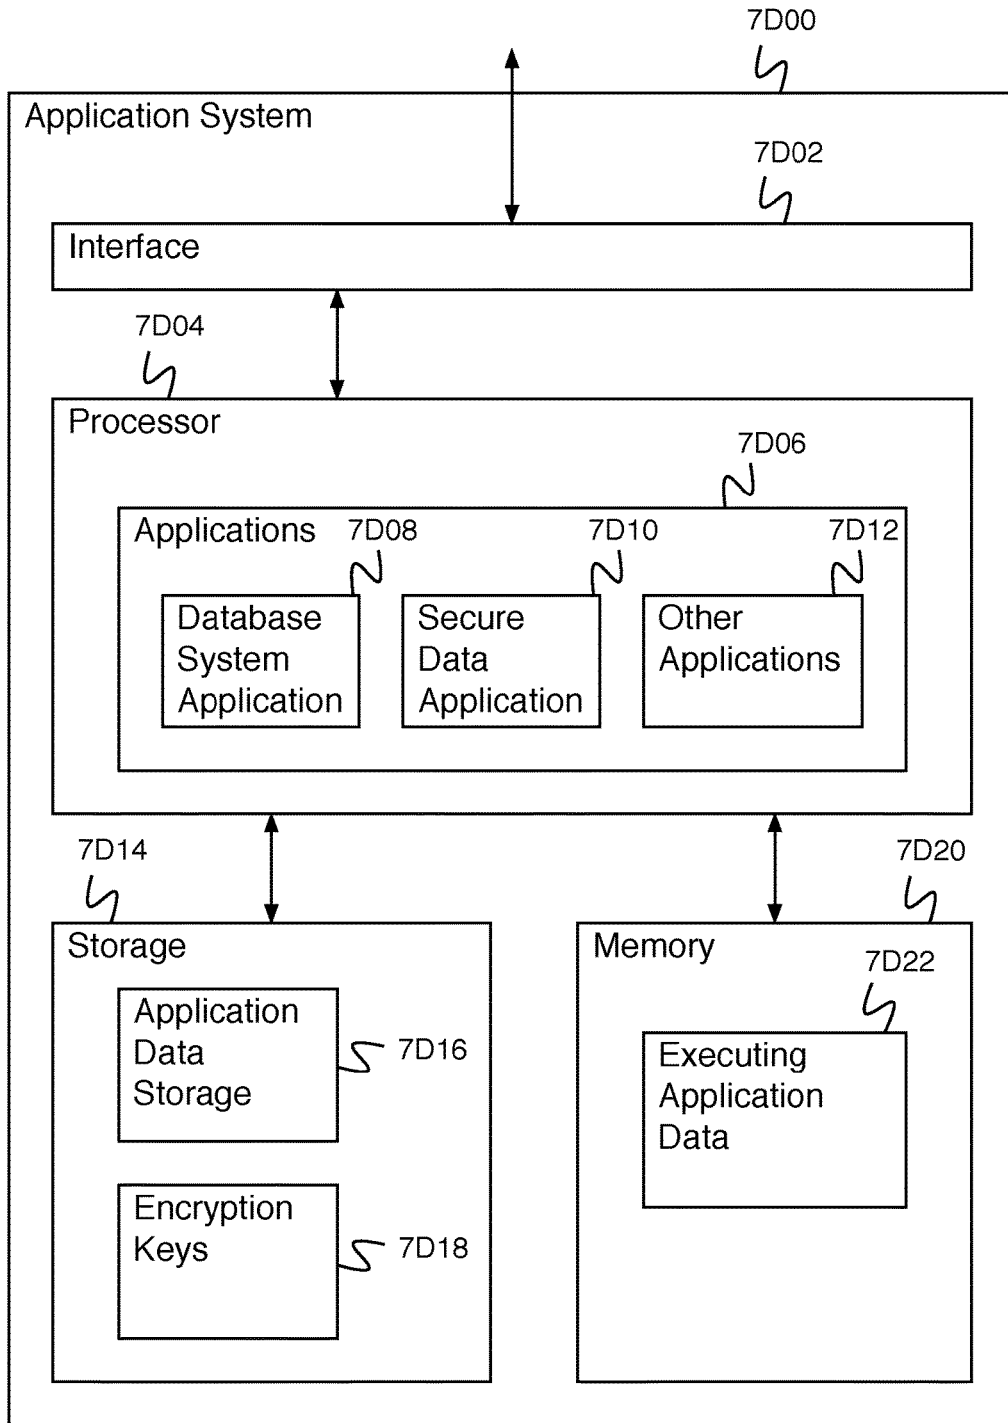 7D00
Application System
7D02
Interface
7D04
Processor
7D06
Applications
7D08
7D10
7D12
Database
System
Application
Secure
Data
Application
Other
Applications
7D14
7D20
Storage
Application
Data
Storage
7D16
Encryption
Keys
7D18
Memory
7D22
Executing
Application
Data